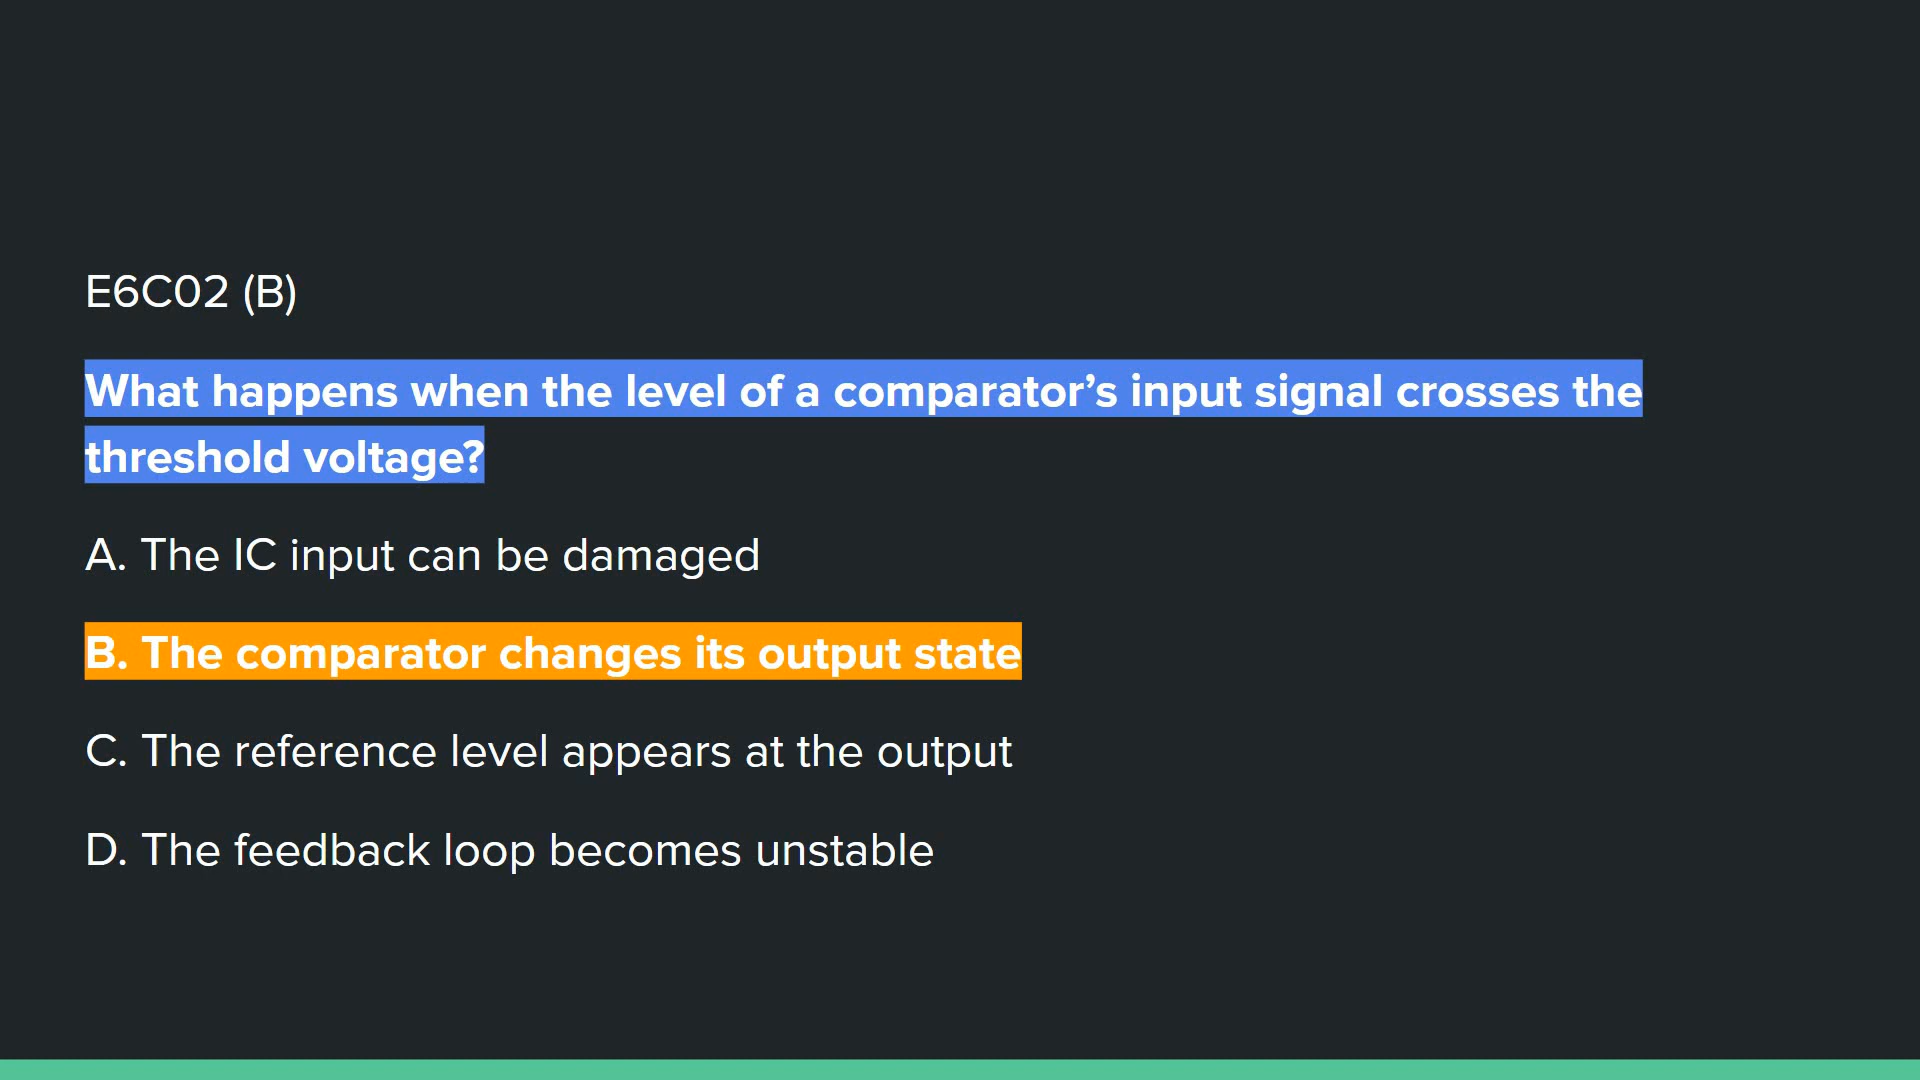 E6C02 (B)
What happens when the level of a comparator’s input signal crosses the
threshold voltage?
A. The IC input can be damaged
B. The comparator changes its output state
C. The reference level appears at the output
D. The feedback loop becomes unstable